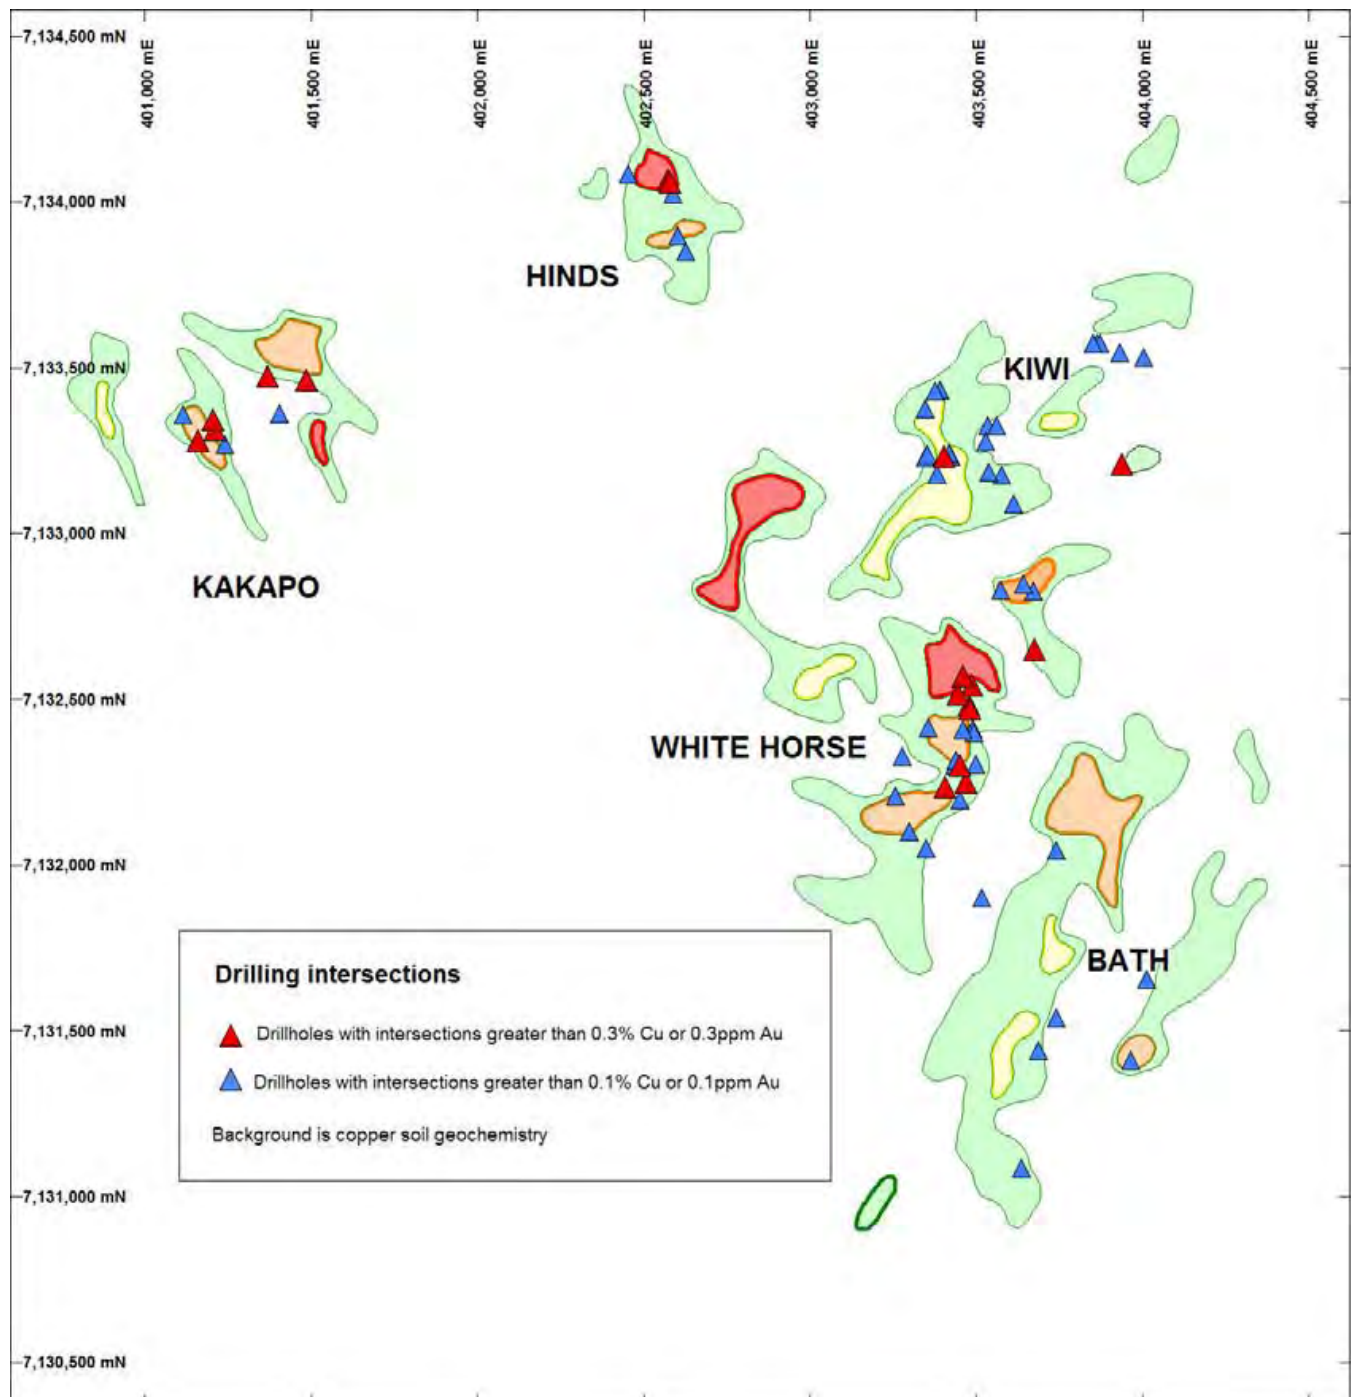 7,134,500 mN
401,000 mE
401,500 mE
402,000 mE
402,500 mE
403,000 mE
403,500 mE
404,000 mE
404,500 mE
7,134,000 mN
HINDS
7,133,500 mN
KIWI
7,133,000 mN
KAKAPO
7,132,500 mN
WHITE HORSE
7,132,000 mN
BATH
Drilling intersections
Drillholes with intersections greater than 0.3% Cu or 0.3ppm Au
7,131,500 mN
Drillholes with intersections greater than 0.1% Cu or 0.1ppm Au
Background is copper soil geochemistry
7,131,000 mN
7,130,500 mN